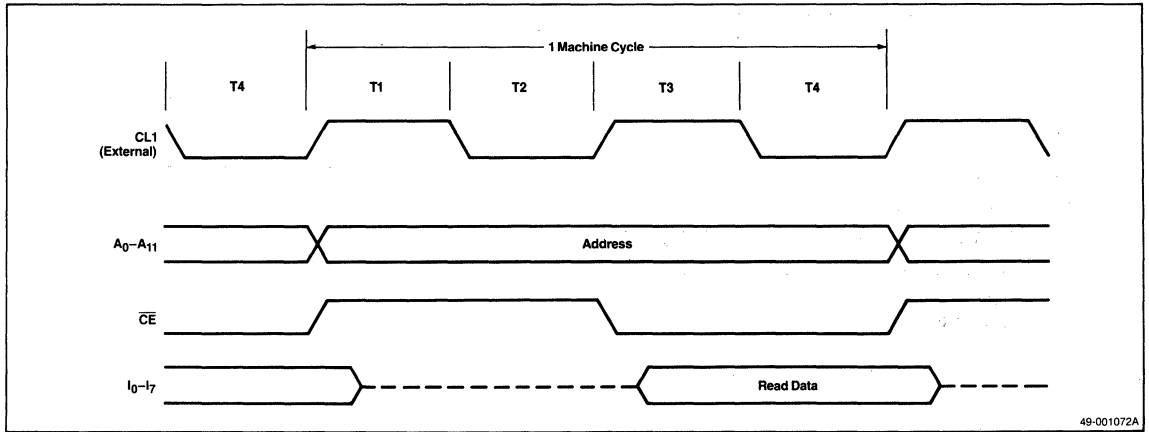 1 Machine Cycle
T4 T1 T2 T3 T4
CL1
(External)
A0–A11 Address
CE
I0–I7 Read Data
49-001072A